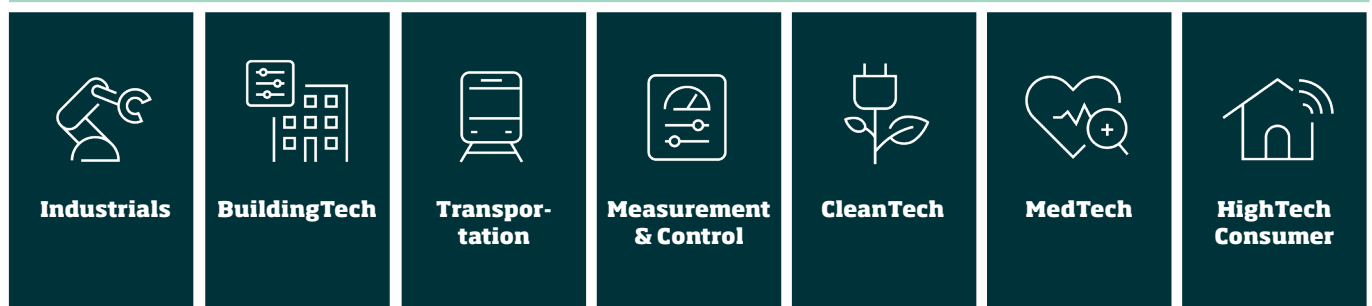 Industrials
BuildingTech
Transpor-
tation
Measurement
& Control
CleanTech
MedTech
HighTech
Consumer